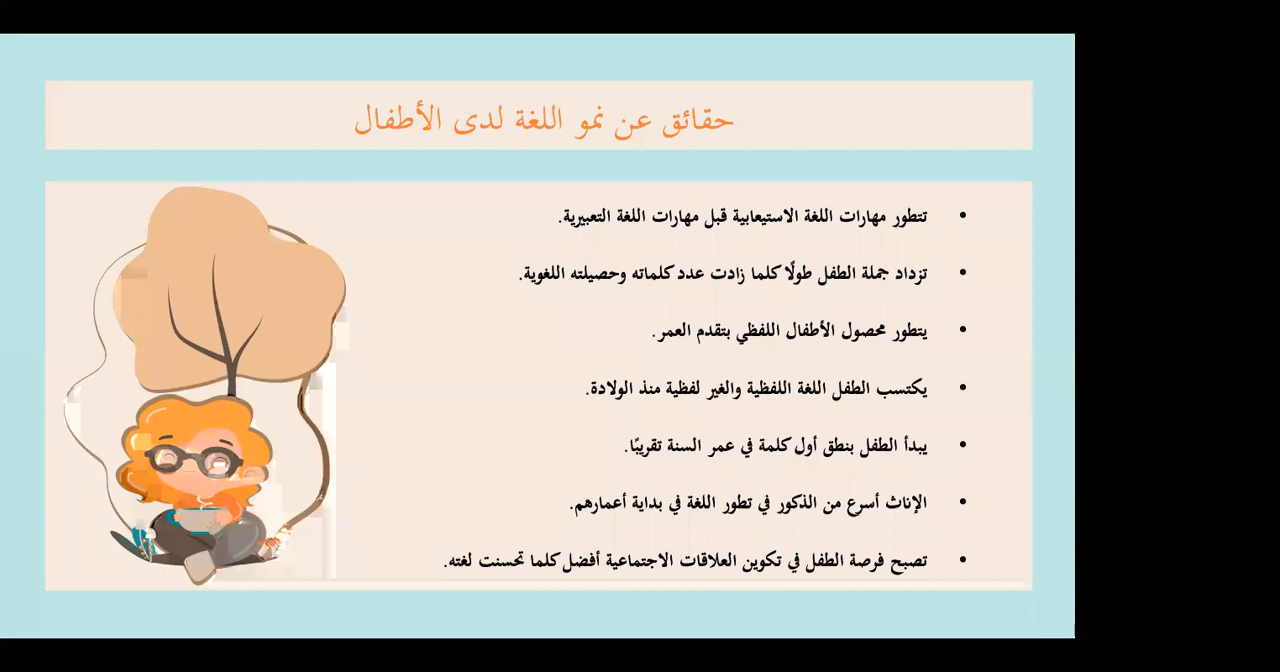 حقائق عن نمو اللغة لدى الأطفال
• تتطور مهارات اللغة الاستيعابية قبل مهارات اللغة التعبيرية.
• تزداد جملة الطفل طولًا كلما زادت عدد كلماته وحصيلته اللغوية.
• يتطور محصول الأطفال اللفظي بتقدم العمر.
• يكتسب الطفل اللغة اللفظية والغير لفظية منذ الولادة.
• يبدأ الطفل بنطق أول كلمة في عمر السنة تقريبًا.
• الإناث أسرع من الذكور في تطور اللغة في بداية أعمارهم.
• تصبح فرصة الطفل في تكوين العلاقات الاجتماعية أفضل كلما تحسنت لغته.